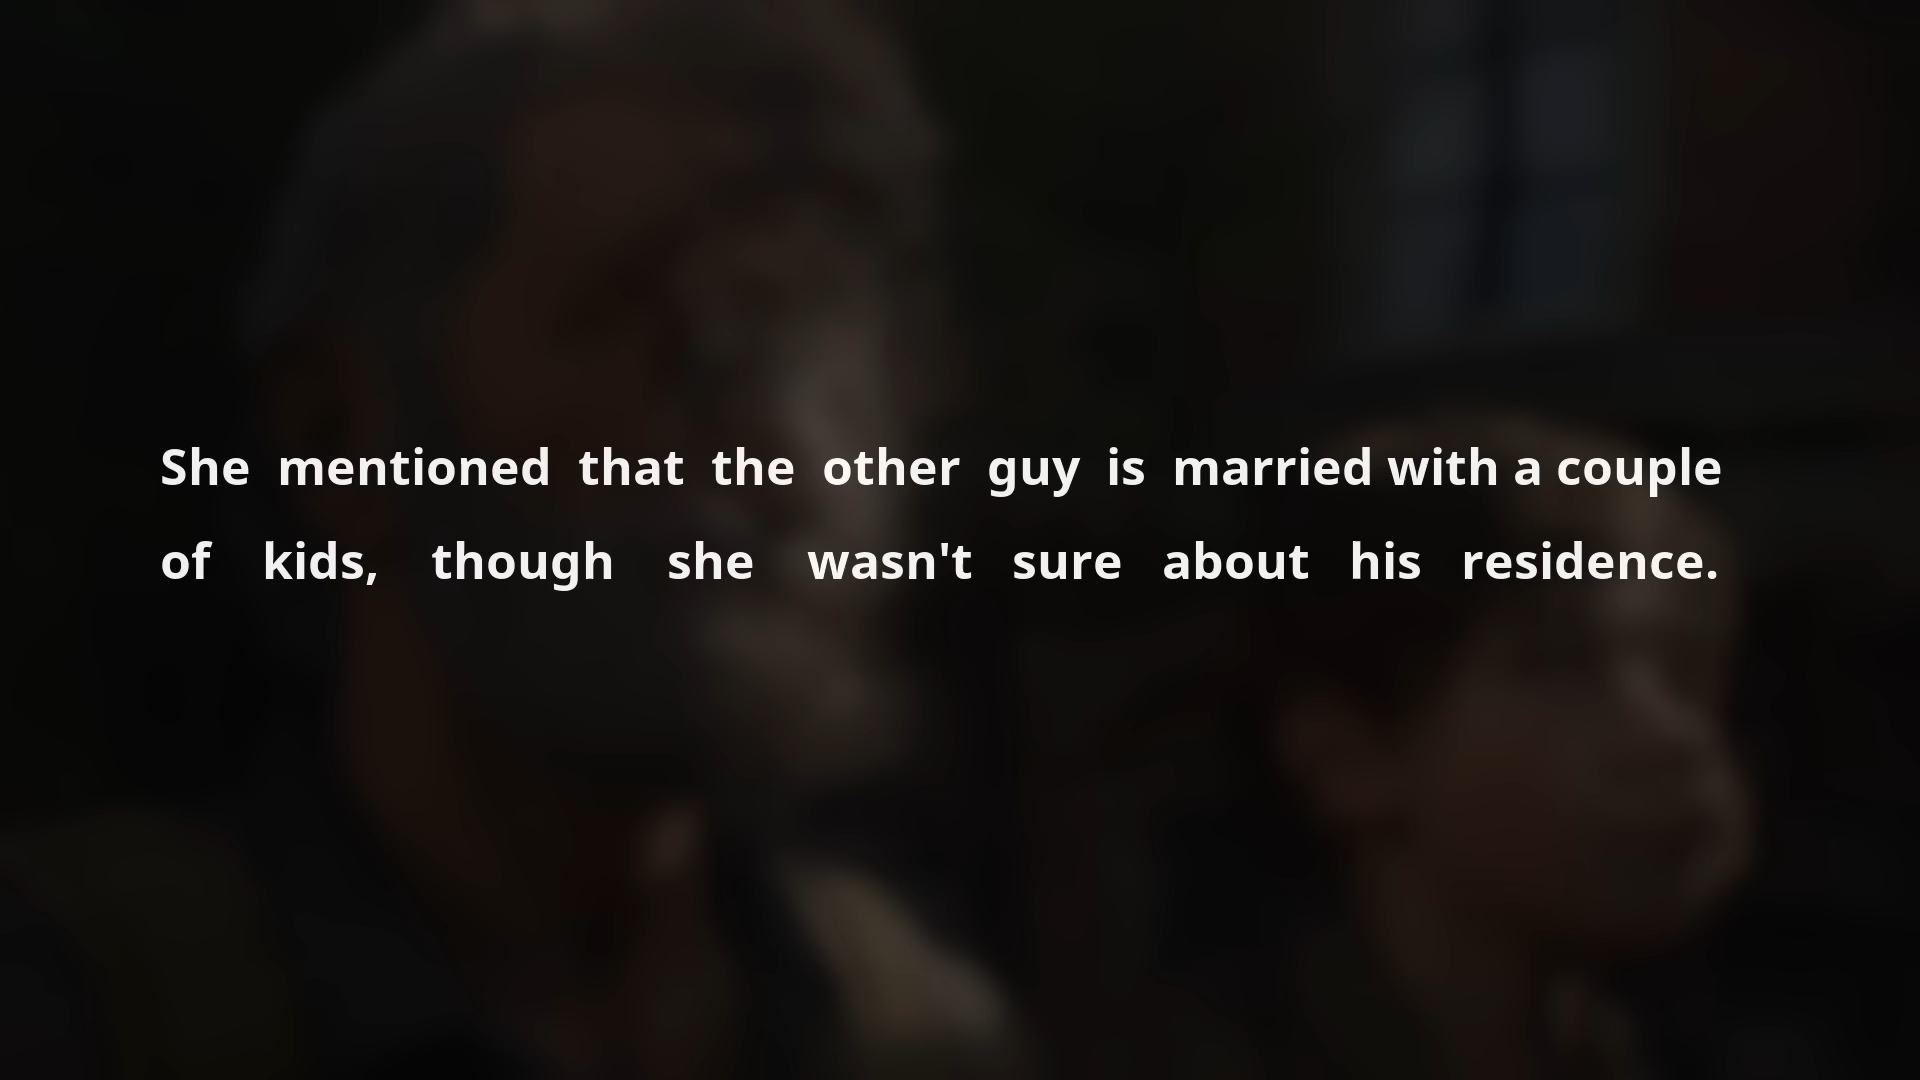 She mentioned that the other guy is married with a couple
of kids, though she wasn't sure about his residence.